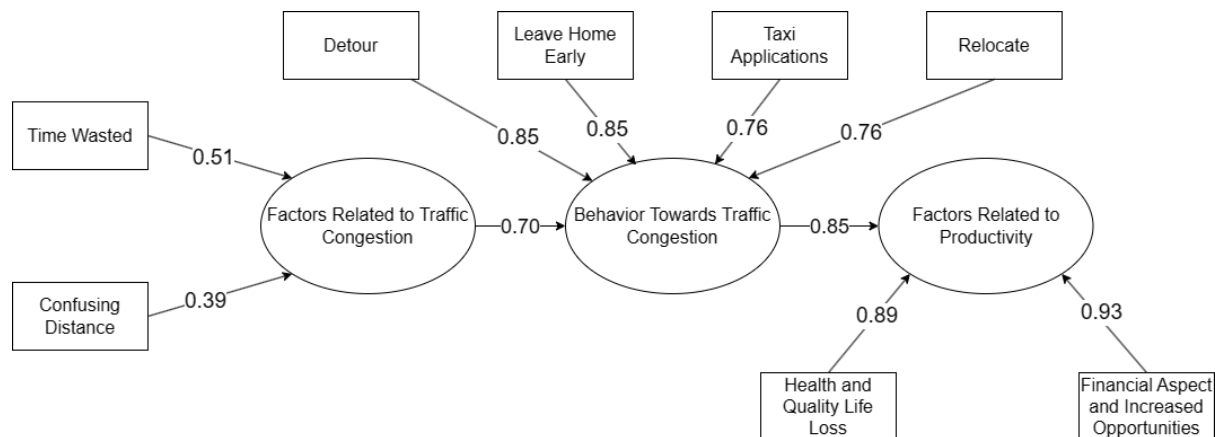 Detour
Leave Home
Early
Taxi
Applications
Relocate
Time Wasted
0.85
0.85
0.76
0.76
0.51
Factors Related to Traffic
Congestion
0.70
Behavior Towards Traffic
Congestion
0.85
Factors Related to
Productivity
Confusing
Distance
0.39
0.89
0.93
Health and
Quality Life
Loss
Financial Aspect
and Increased
Opportunities